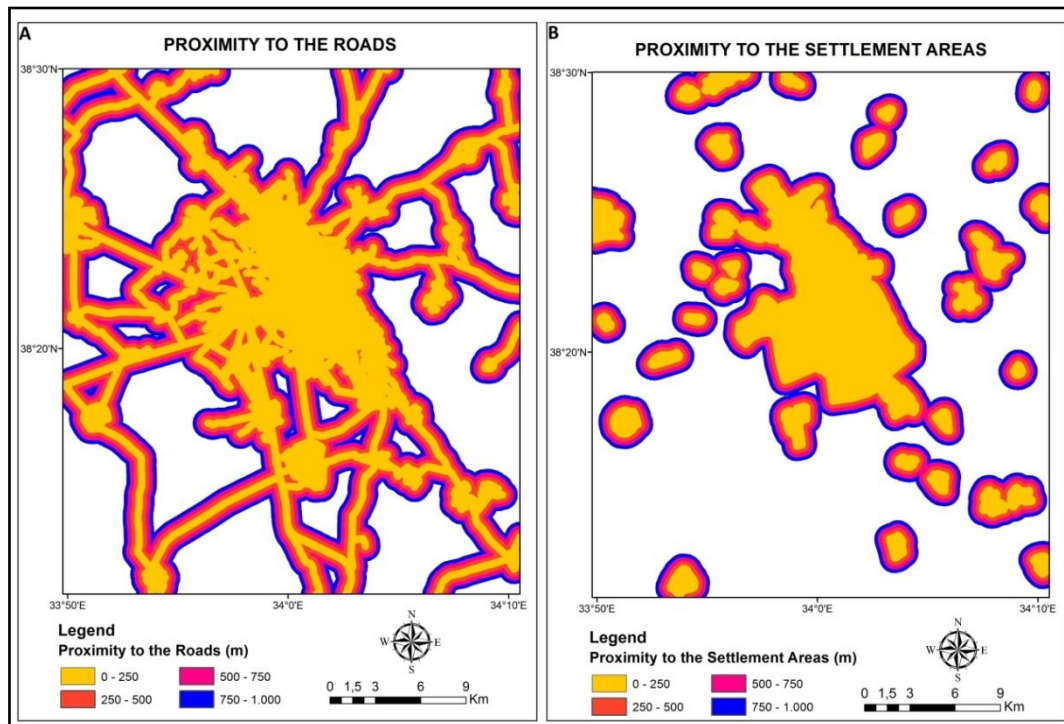 A
PROXIMITY TO THE ROADS
38°30'N
38°20'N
33°50'E
34°0'E
34°10'E
Legend
Proximity to the Roads (m)
0 - 250
500 - 750
250 - 500
750 - 1.000
N
W
E
S
0 1,5 3 6 9
Km
B
PROXIMITY TO THE SETTLEMENT AREAS
38°30'N
38°20'N
33°50'E
34°0'E
34°10'E
Legend
Proximity to the Settlement Areas (m)
0 - 250
500 - 750
250 - 500
750 - 1.000
N
W
E
S
0 1,5 3 6 9
Km